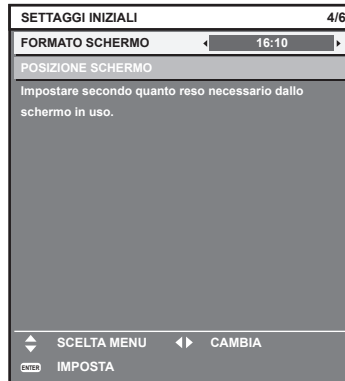 SETTAGGI INIZIALI 4/6
FORMATO SCHERMO 16:10
POSIZIONE SCHERMO
Impostare secondo quanto reso necessario dallo
schermo in uso.
SCELTA MENU CAMBIA
ENTER IMPOSTA